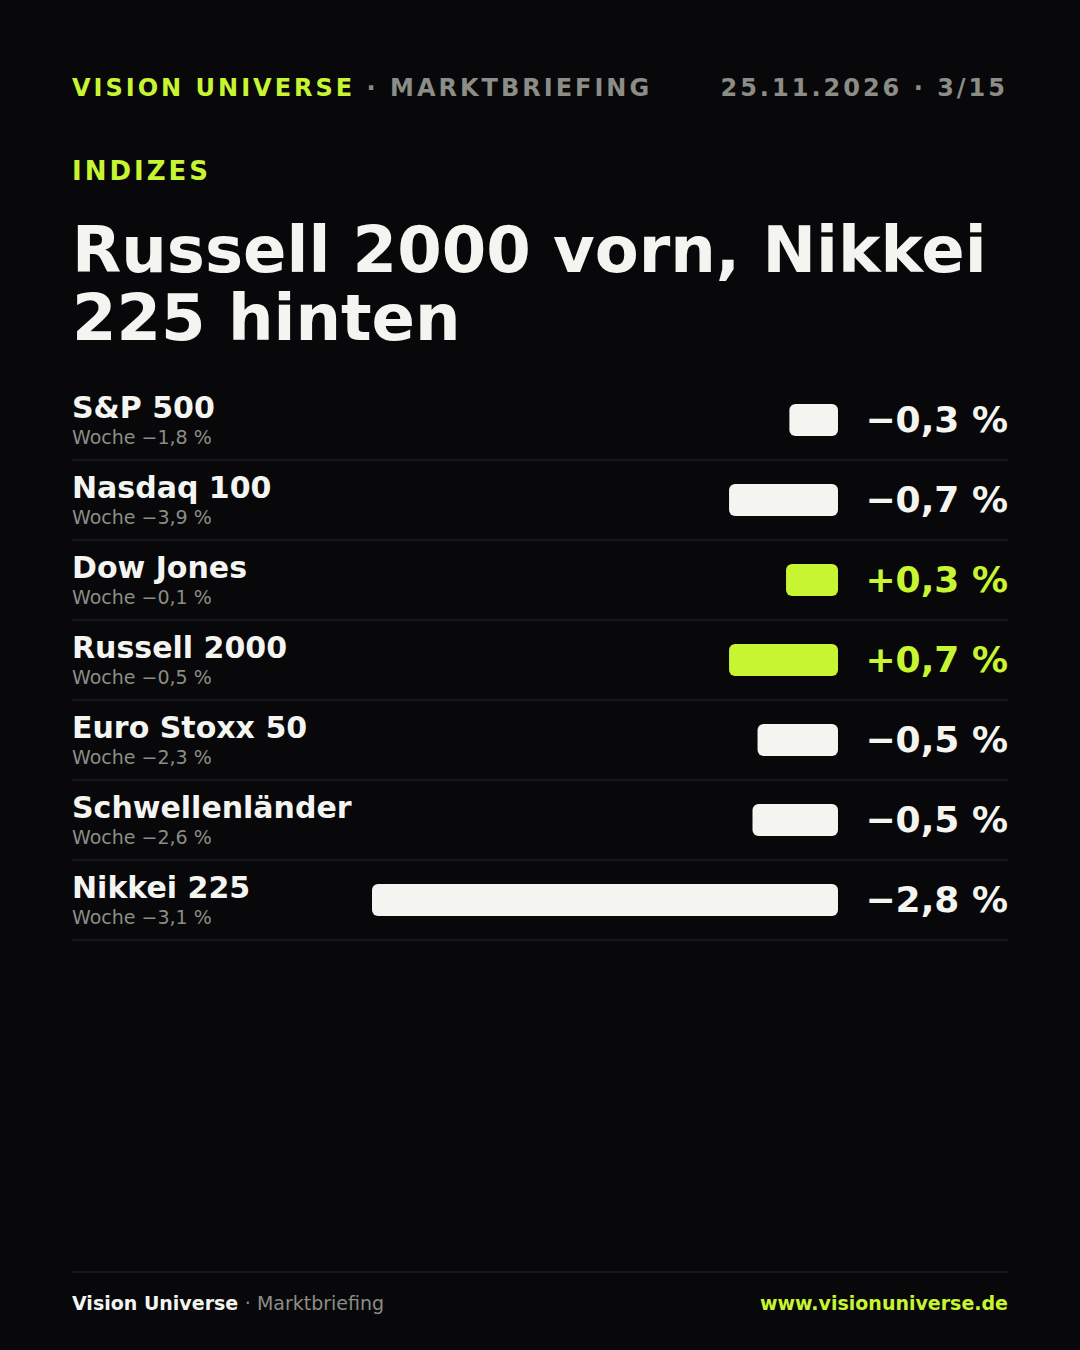 VISION UNIVERSE · MARKTBRIEFING 25.11.2026 · 3/15
INDIZES
Russell 2000 vorn, Nikkei
225 hinten
S&P 500
Woche −1,8 %
−0,3 %
Nasdaq 100
Woche −3,9 %
−0,7 %
Dow Jones
Woche −0,1 %
+0,3 %
Russell 2000
Woche −0,5 %
+0,7 %
Euro Stoxx 50
Woche −2,3 %
−0,5 %
Schwellenländer
Woche −2,6 %
−0,5 %
Nikkei 225
Woche −3,1 %
−2,8 %
Vision Universe · Marktbriefing www.visionuniverse.de